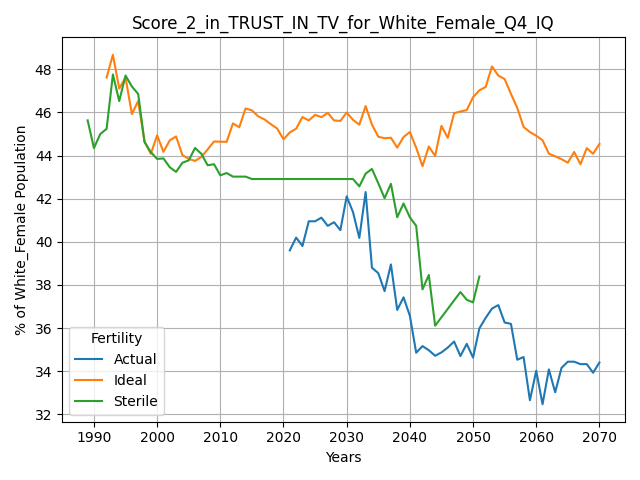 Score_2_in_TRUST_IN_TV_for_White_Female_Q4_IQ
% of White_Female Population
48
46
44
42
40
38
36
34
32
Fertility
Actual
Ideal
Sterile
1990 2000 2010 2020 2030 2040 2050 2060 2070
Years